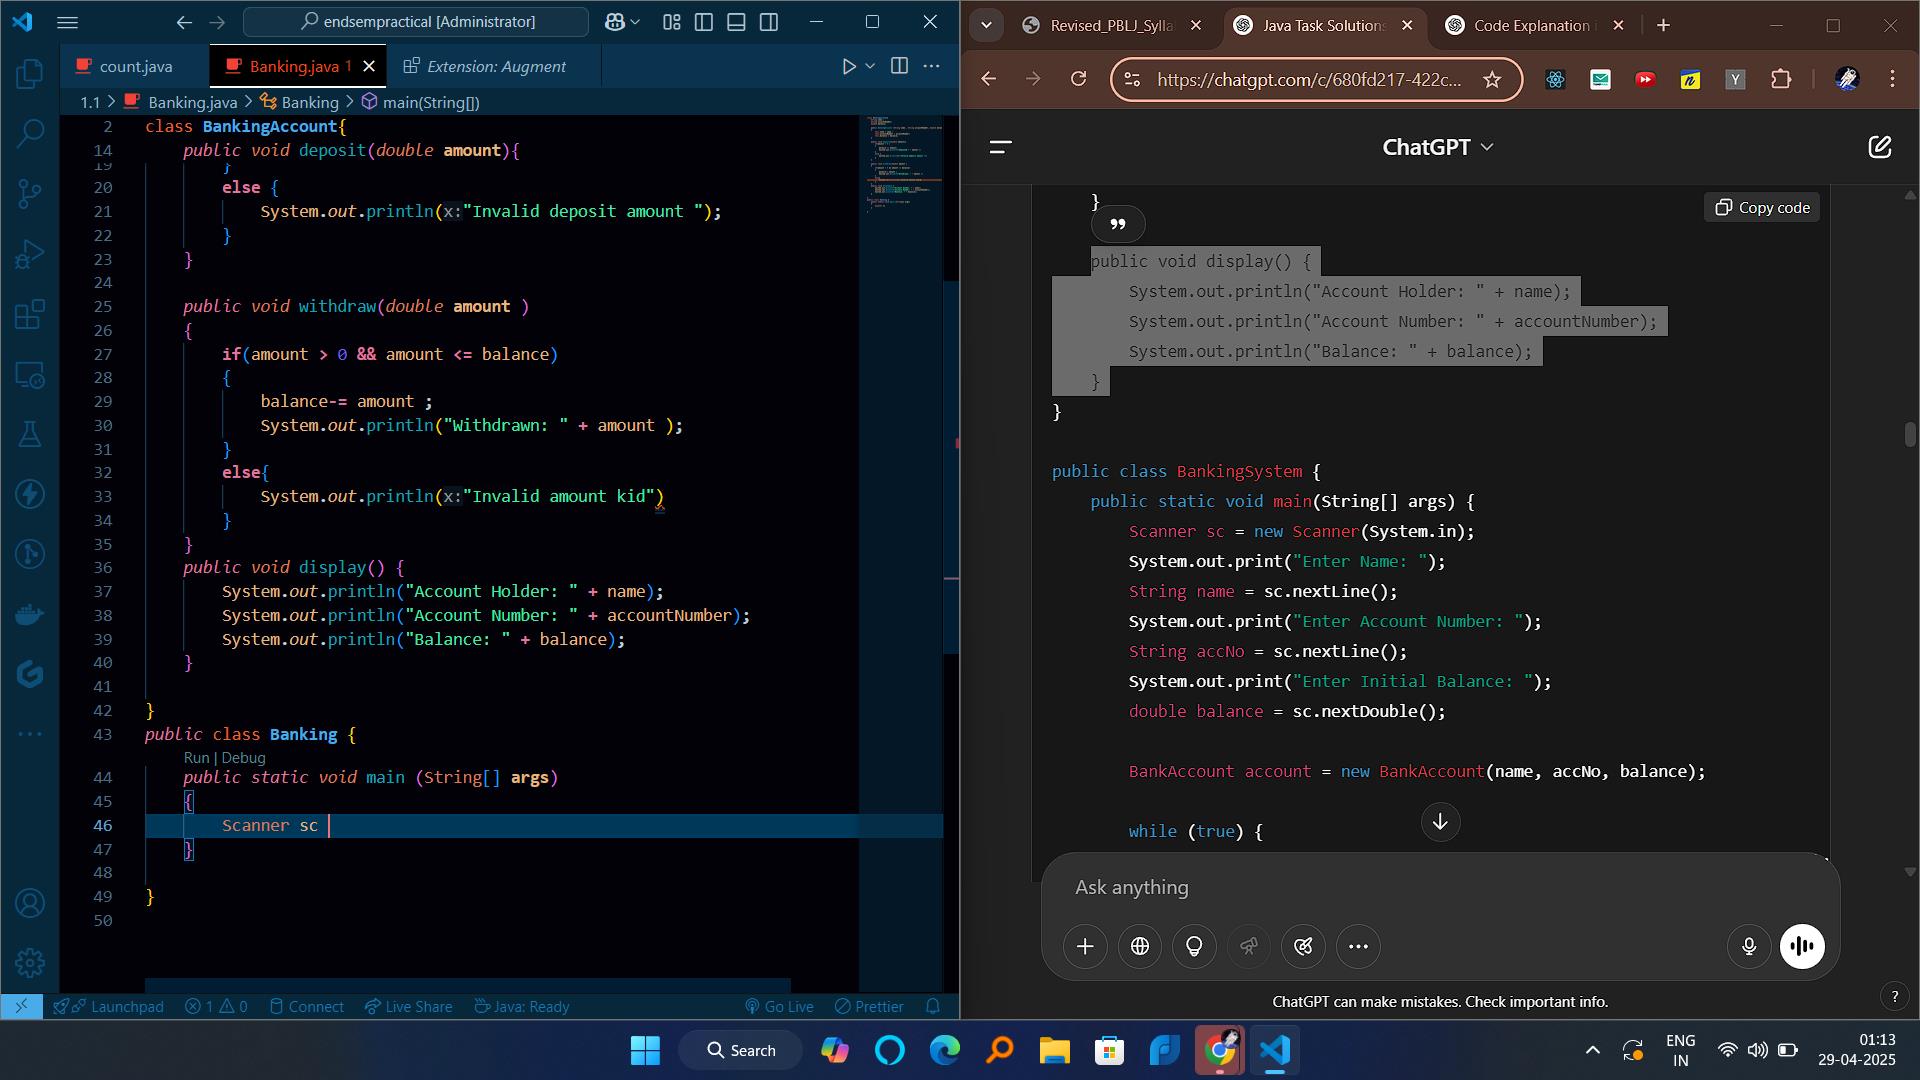 endsempractical [Administrator]
count.java
Banking.java 1
Extension: Augment
1.1 > Banking.java > Banking > main(String[])
2 class BankingAccount{
14 public void deposit(double amount){
19 }
20 else {
21 System.out.println(x:"Invalid deposit amount ");
22 }
23 }
24
25 public void withdraw(double amount )
26 {
27 if(amount > 0 && amount <= balance)
28 {
29 balance-= amount ;
30 System.out.println("Withdrawn: " + amount );
31 }
32 else{
33 System.out.println(x:"Invalid amount kid")
34 }
35 }
36 public void display() {
37 System.out.println("Account Holder: " + name);
38 System.out.println("Account Number: " + accountNumber);
39 System.out.println("Balance: " + balance);
40 }
41
42 }
43 public class Banking {
Run | Debug
44 public static void main (String[] args)
45 {
46 Scanner sc
47 }
48
49 }
50
Launchpad 1 0 Connect Live Share Java: Ready Go Live Prettier
Revised_PBLJ_Sylla
Java Task Solutions
Code Explanation i
https://chatgpt.com/c/680fd217-422c...
ChatGPT
Copy code
}
public void display() {
System.out.println("Account Holder: " + name);
System.out.println("Account Number: " + accountNumber);
System.out.println("Balance: " + balance);
}
}
public class BankingSystem {
public static void main(String[] args) {
Scanner sc = new Scanner(System.in);
System.out.print("Enter Name: ");
String name = sc.nextLine();
System.out.print("Enter Account Number: ");
String accNo = sc.nextLine();
System.out.print("Enter Initial Balance: ");
double balance = sc.nextDouble();
BankAccount account = new BankAccount(name, accNo, balance);
while (true) {
Ask anything
ChatGPT can make mistakes. Check important info.
?
Search
ENG
IN
01:13
29-04-2025